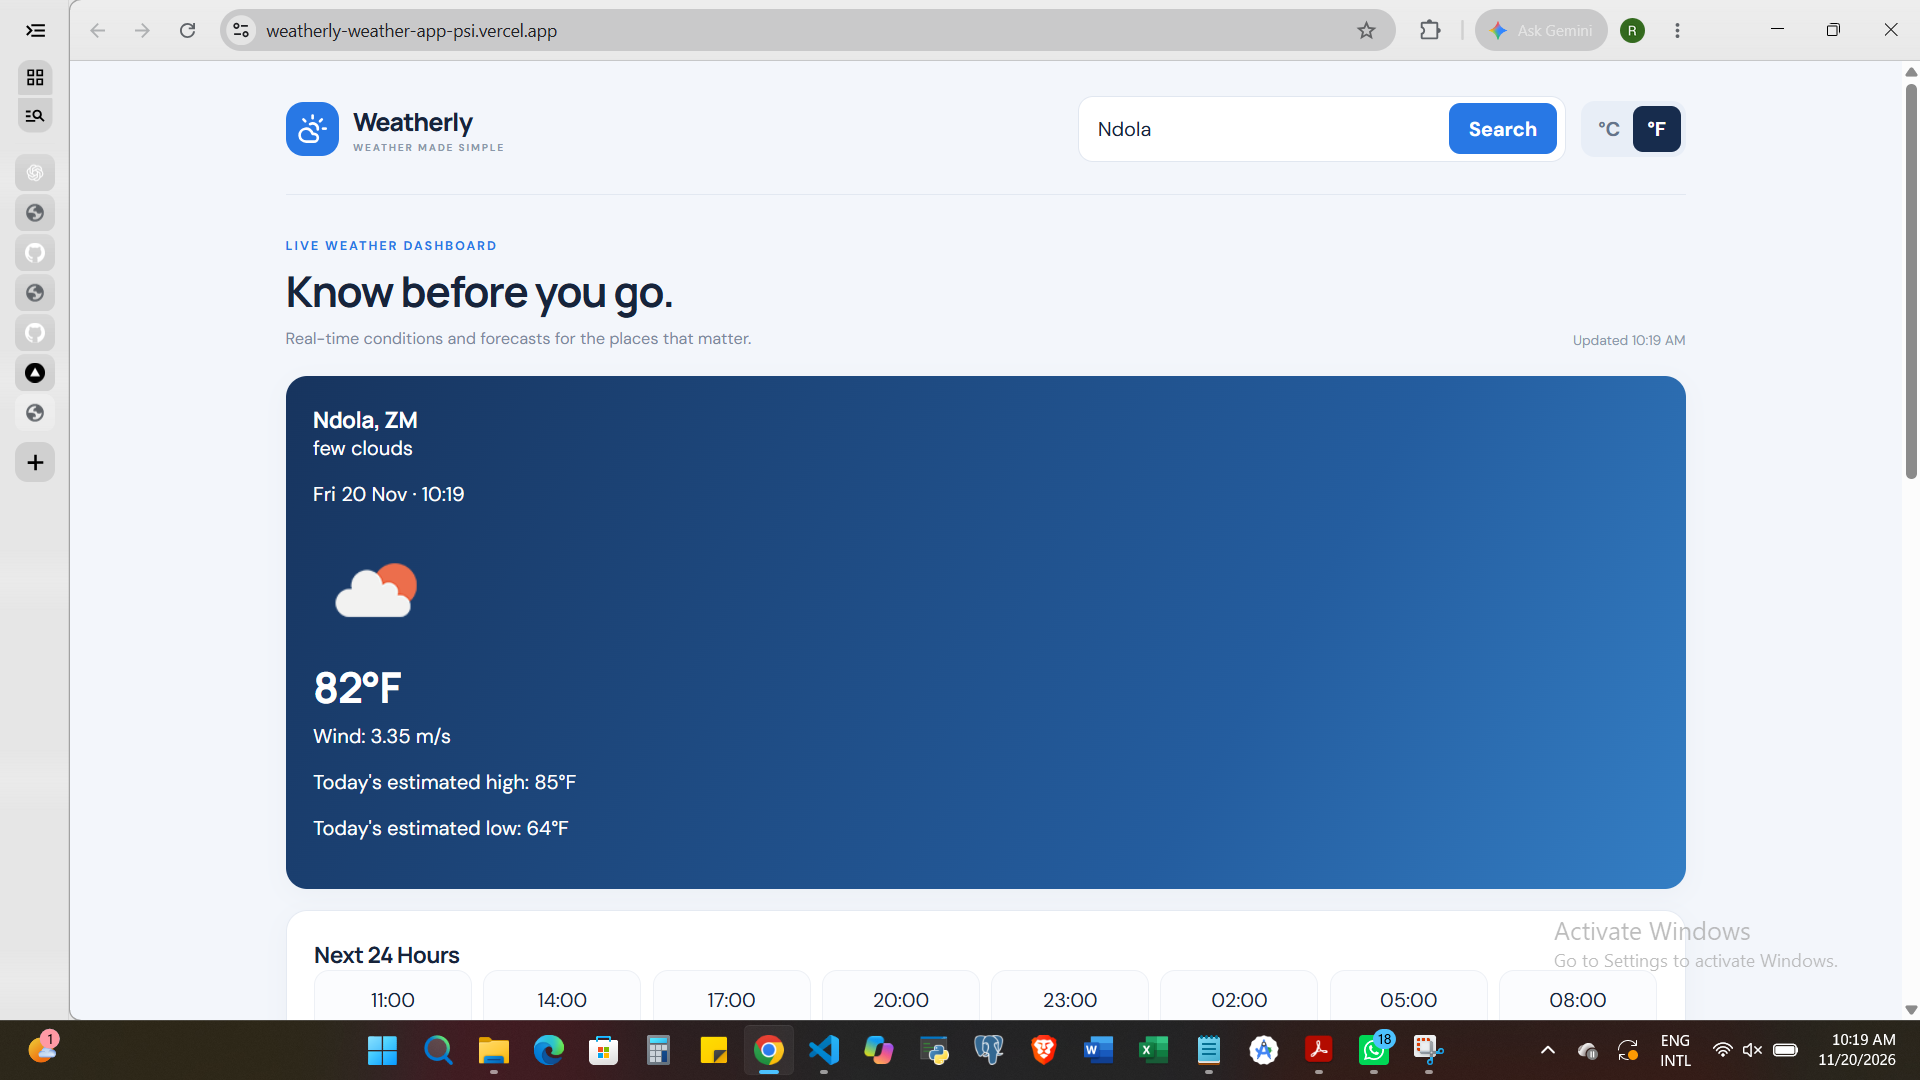 weatherly-weather-app-psi.vercel.app
Ask Gemini
R
Weatherly
WEATHER MADE SIMPLE
Ndola
Search
°C
°F
LIVE WEATHER DASHBOARD
Know before you go.
Real-time conditions and forecasts for the places that matter.
Updated 10:19 AM
Ndola, ZM
few clouds
Fri 20 Nov · 10:19
82°F
Wind: 3.35 m/s
Today's estimated high: 85°F
Today's estimated low: 64°F
Next 24 Hours
11:00
14:00
17:00
20:00
23:00
02:00
05:00
08:00
Activate Windows
Go to Settings to activate Windows.
1
18
ENG
INTL
10:19 AM
11/20/2026